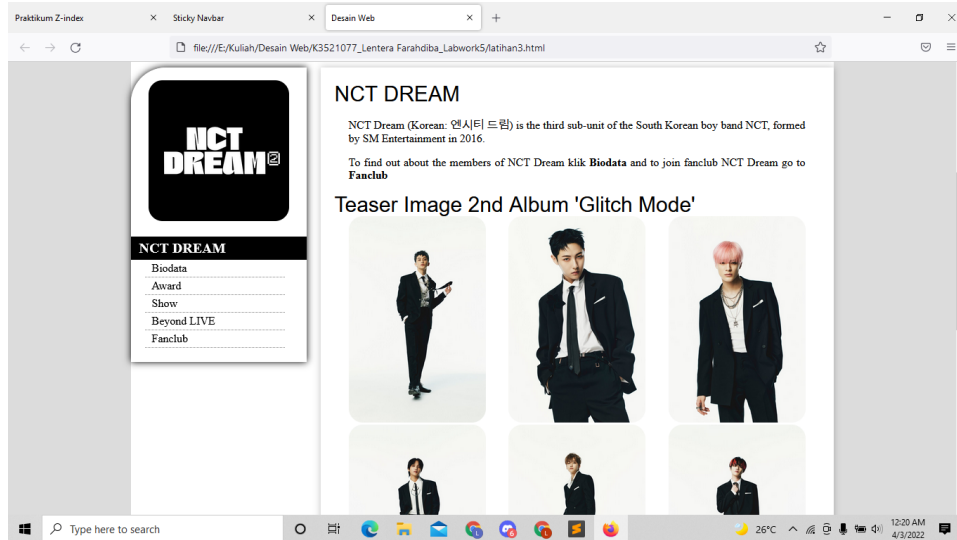 Praktikum Z-index
Sticky Navbar
Desain Web
file:///E:/Kuliah/Desain Web/K3521077_Lentera Farahdiba_Labwork5/latihan3.html
NCT
DREAM 2
NCT DREAM
Biodata
Award
Show
Beyond LIVE
Fanclub
NCT DREAM
NCT Dream (Korean: 엔시티 드림) is the third sub-unit of the South Korean boy band NCT, formed
by SM Entertainment in 2016.
To find out about the members of NCT Dream klik Biodata and to join fanclub NCT Dream go to
Fanclub
Teaser Image 2nd Album 'Glitch Mode'
Type here to search
26°C
12:20 AM
4/3/2022